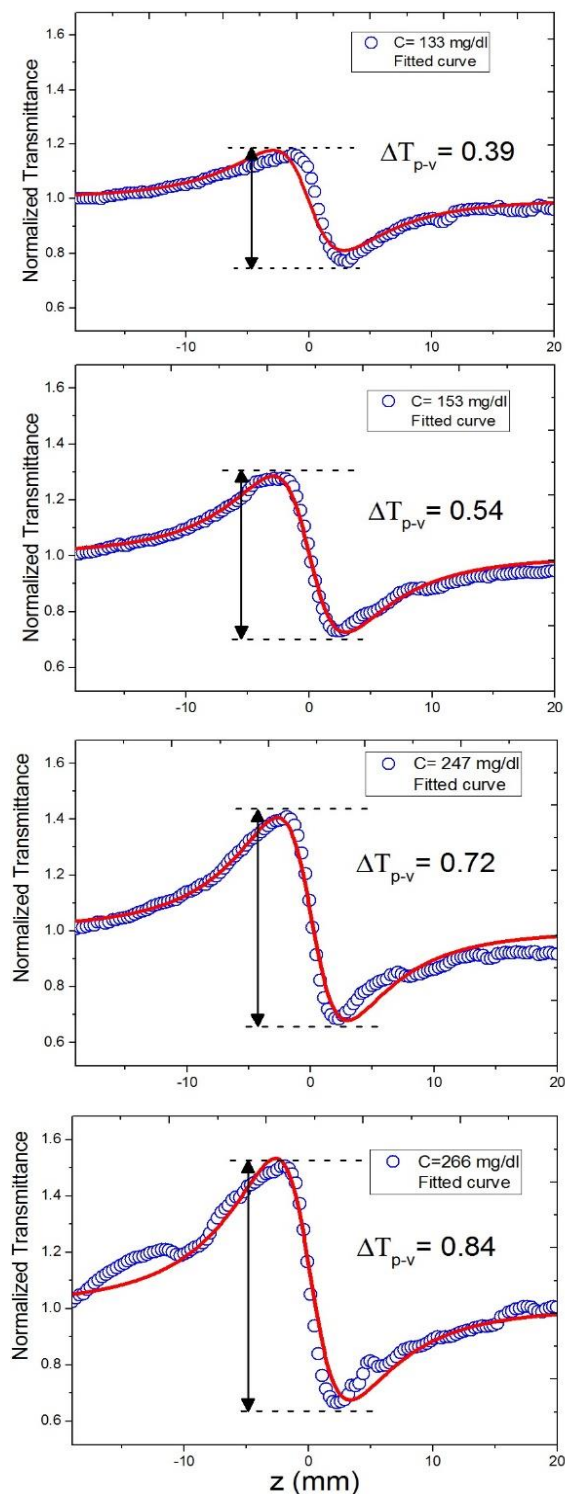 1.6
C= 133 mg/dl
Fitted curve
1.4
ΔTp-v = 0.39
1.2
1.0
0.8
0.6
Normalized Transmittance
-10 0 10 20
1.6
C= 153 mg/dl
Fitted curve
1.4
ΔTp-v = 0.54
1.2
1.0
0.8
0.6
Normalized Transmittance
-10 0 10 20
1.6
C= 247 mg/dl
Fitted curve
1.4
ΔTp-v = 0.72
1.2
1.0
0.8
0.6
Normalized Transmittance
-10 0 10 20
1.6
C=266 mg/dl
Fitted curve
1.4
ΔTp-v = 0.84
1.2
1.0
0.8
0.6
Normalized Transmittance
-10 0 10 20
z (mm)